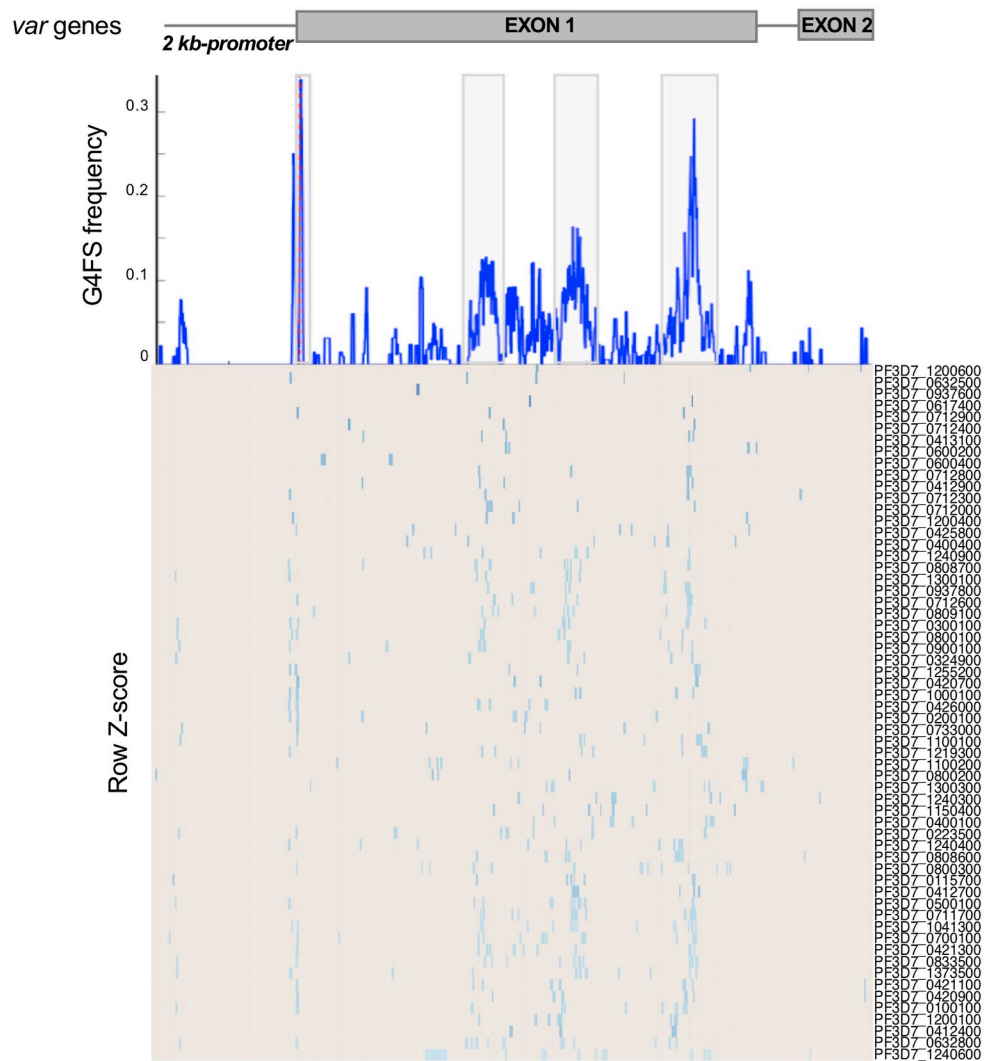 var genes
EXON 1
EXON 2
2 kb-promoter
G4FS frequency
0.3
0.2
0.1
0
Row Z-score
PF3D7_1200600
PF3D7_0632500
PF3D7_0937600
PF3D7_0617400
PF3D7_0712900
PF3D7_0712400
PF3D7_0413100
PF3D7_0600200
PF3D7_0600400
PF3D7_0712800
PF3D7_0412900
PF3D7_0712300
PF3D7_0712000
PF3D7_1200400
PF3D7_0425800
PF3D7_0400400
PF3D7_1240900
PF3D7_0808700
PF3D7_1300100
PF3D7_0937800
PF3D7_0712600
PF3D7_0809100
PF3D7_0300100
PF3D7_0800100
PF3D7_0900100
PF3D7_0324900
PF3D7_1255200
PF3D7_0420700
PF3D7_1000100
PF3D7_0426000
PF3D7_0200100
PF3D7_0733000
PF3D7_1100100
PF3D7_1219300
PF3D7_1100200
PF3D7_0800200
PF3D7_1300300
PF3D7_1240300
PF3D7_1150400
PF3D7_0400100
PF3D7_0223500
PF3D7_1240400
PF3D7_0808600
PF3D7_0800300
PF3D7_0115700
PF3D7_0412700
PF3D7_0500100
PF3D7_0711700
PF3D7_1041300
PF3D7_0700100
PF3D7_0421300
PF3D7_0833500
PF3D7_1373500
PF3D7_0421100
PF3D7_0420900
PF3D7_0100100
PF3D7_1200100
PF3D7_0412400
PF3D7_0632800
PF3D7_1240600